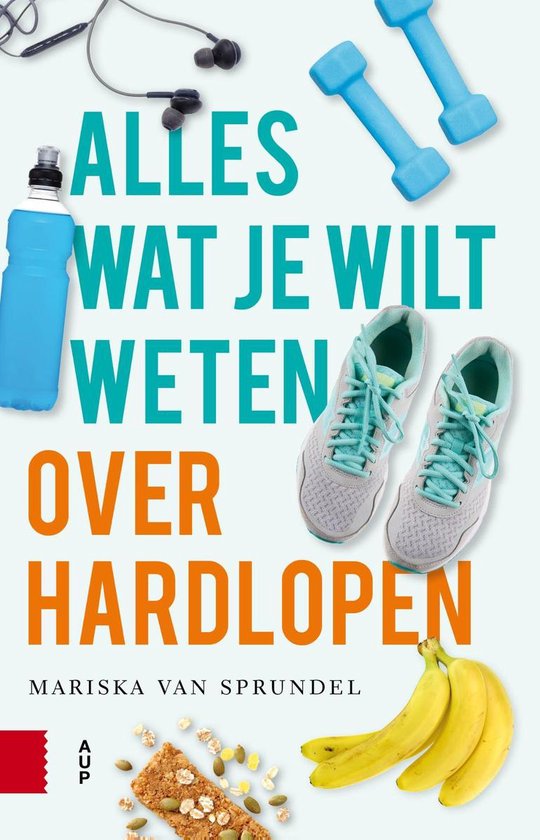 ALLES
WAT JE WILT
WETEN
OVER
HARDLOPEN
MARISKA VAN SPRUNDEL
AUP